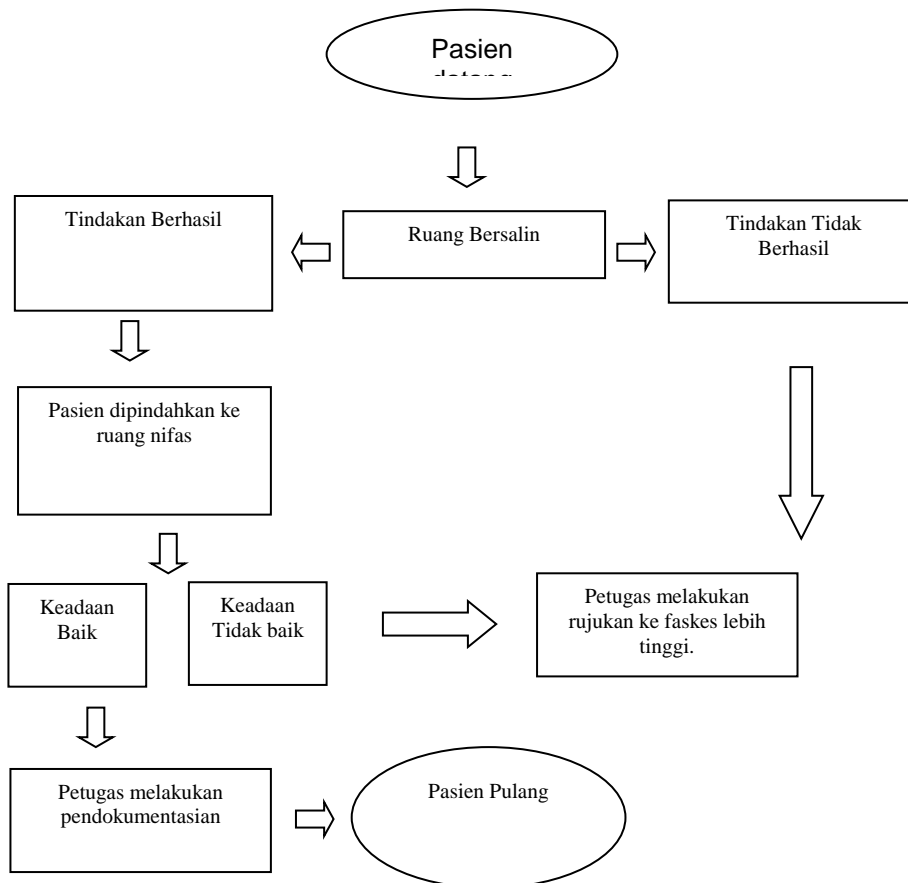 Pasien
Tindakan Berhasil
Ruang Bersalin
Tindakan Tidak
Berhasil
Pasien dipindahkan ke
ruang nifas
Keadaan
Baik
Keadaan
Tidak baik
Petugas melakukan
rujukan ke faskes lebih
tinggi.
Petugas melakukan
pendokumentasian
Pasien Pulang